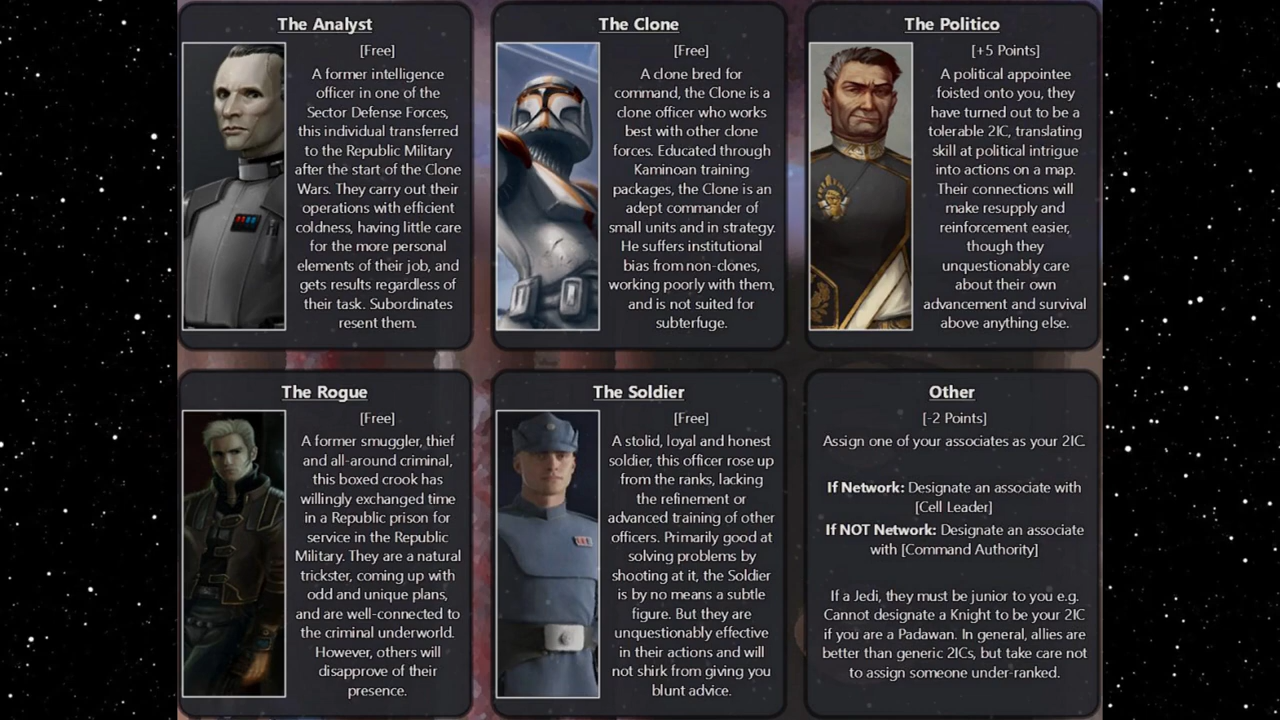 The Analyst
[Free]
A former intelligence
officer in one of the
Sector Defense Forces,
this individual transferred
to the Republic Military
after the start of the Clone
Wars. They carry out their
operations with efficient
coldness, having little care
for the more personal
elements of their job, and
gets results regardless of
their task. Subordinates
resent them.
The Clone
[Free]
A clone bred for
command, the Clone is a
clone officer who works
best with other clone
forces. Educated through
Kaminoan training
packages, the Clone is an
adept commander of
small units and in strategy.
He suffers institutional
bias from non-clones,
working poorly with them,
and is not suited for
subterfuge.
The Politico
[+5 Points]
A political appointee
foisted onto you, they
have turned out to be a
tolerable 2IC, translating
skill at political intrigue
into actions on a map.
Their connections will
make resupply and
reinforcement easier,
though they
unquestionably care
about their own
advancement and survival
above anything else.
The Rogue
[Free]
A former smuggler, thief
and all-around criminal,
this boxed crook has
willingly exchanged time
in a Republic prison for
service in the Republic
Military. They are a natural
trickster, coming up with
odd and unique plans,
and are well-connected to
the criminal underworld.
However, others will
disapprove of their
presence.
The Soldier
[Free]
A stolid, loyal and honest
soldier, this officer rose up
from the ranks, lacking
the refinement or
advanced training of other
officers. Primarily good at
solving problems by
shooting at it, the Soldier
is by no means a subtle
figure. But they are
unquestionably effective
in their actions and will
not shirk from giving you
blunt advice.
Other
[-2 Points]
Assign one of your associates as your 2IC.
If Network: Designate an associate with
[Cell Leader]
If NOT Network: Designate an associate
with [Command Authority]
If a Jedi, they must be junior to you e.g.
Cannot designate a Knight to be your 2IC
if you are a Padawan. In general, allies are
better than generic 2ICs, but take care not
to assign someone under-ranked.